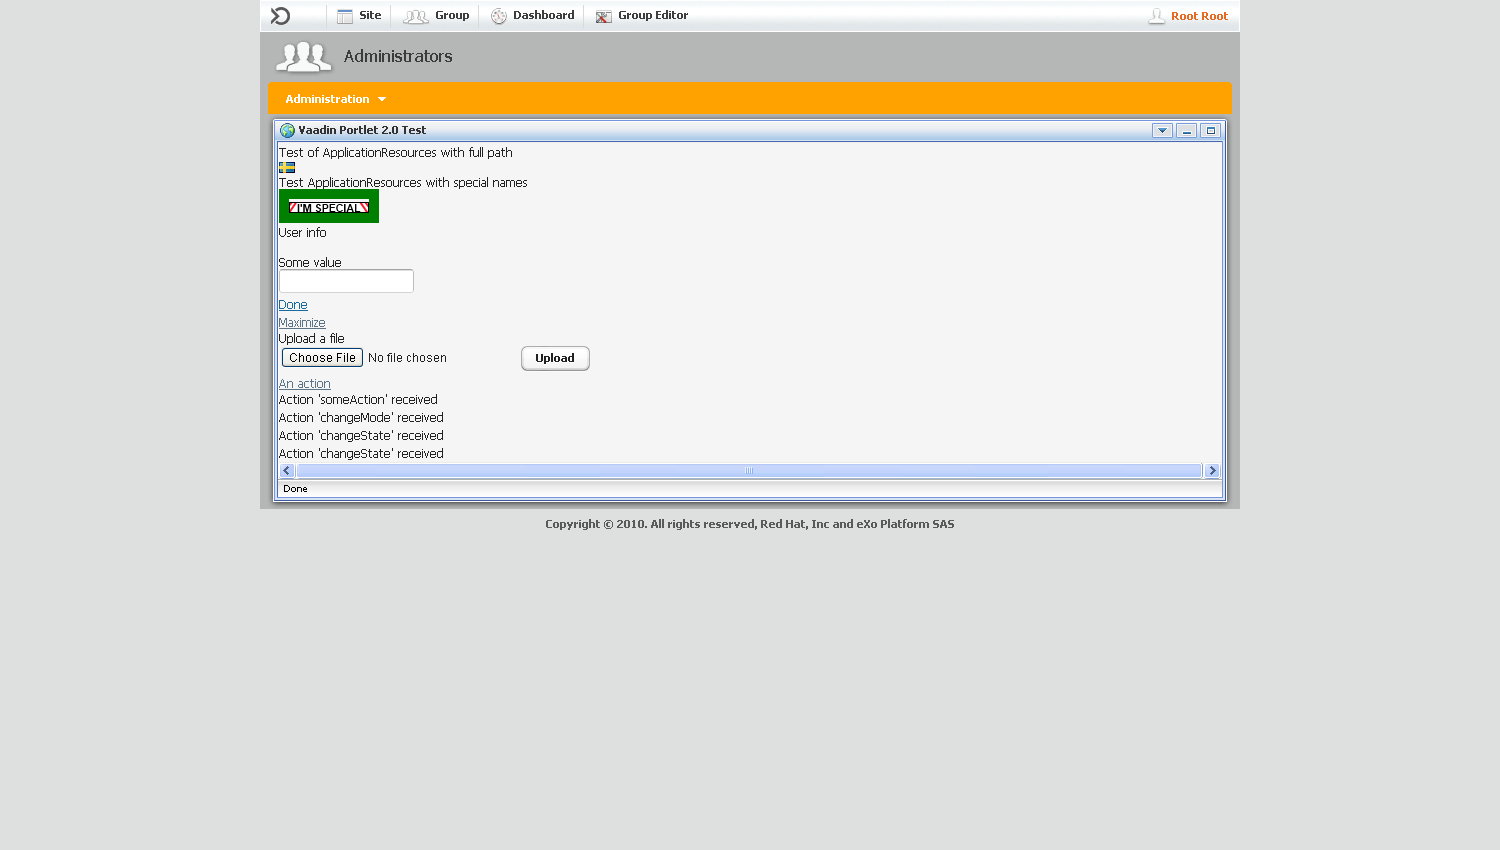 Site Group Dashboard Group Editor Root Root
Administrators
Administration
Vaadin Portlet 2.0 Test
Test of ApplicationResources with full path
Test ApplicationResources with special names
I'M SPECIAL
User info
Some value
Done
Maximize
Upload a file
Choose File No file chosen Upload
An action
Action 'someAction' received
Action 'changeMode' received
Action 'changeState' received
Action 'changeState' received
Done
Copyright © 2010. All rights reserved, Red Hat, Inc and eXo Platform SAS